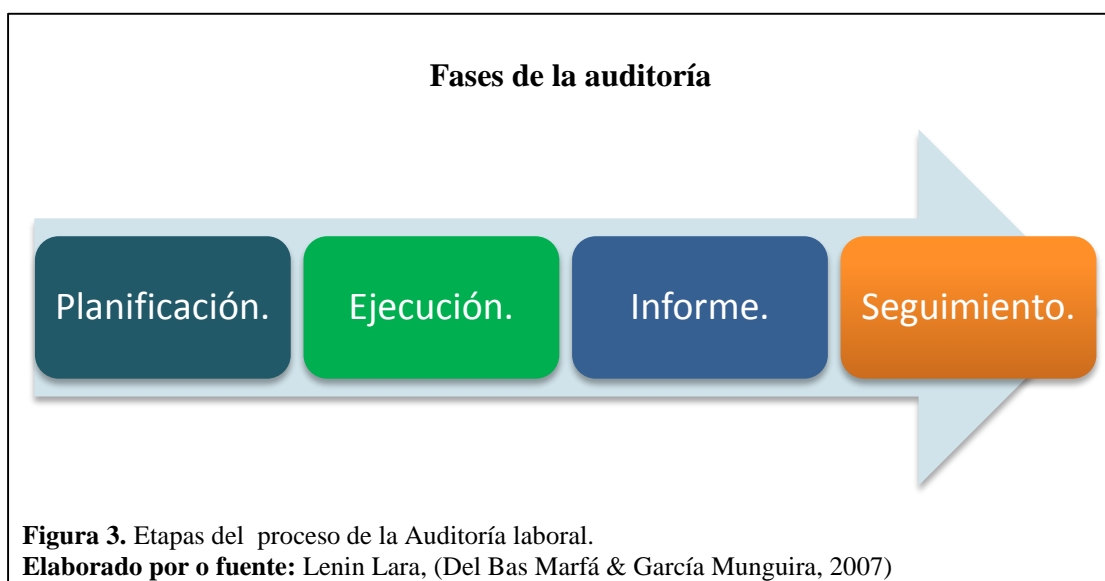 Fases de la auditoría
Planificación.
Ejecución.
Informe.
Seguimiento.
Figura 3. Etapas del proceso de la Auditoría laboral.
Elaborado por o fuente: Lenin Lara, (Del Bas Marfá & García Munguira, 2007)